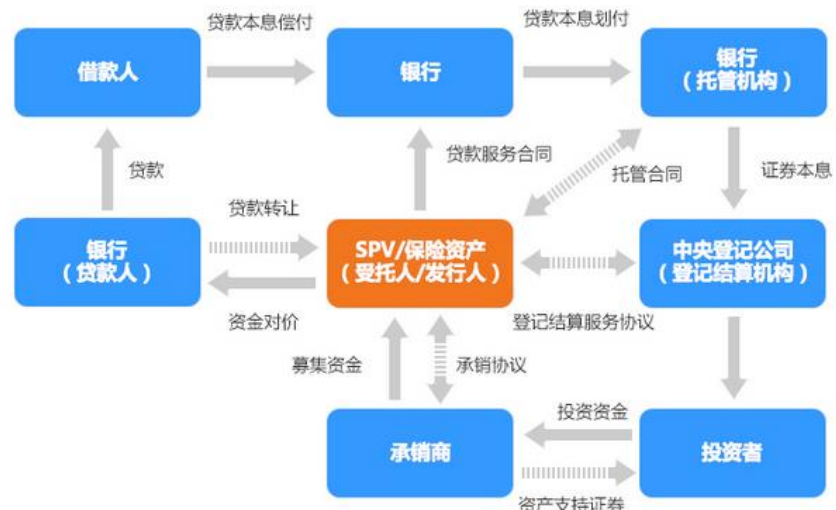 贷款本息偿付
贷款本息划付
借款人
银行
银行
（托管机构）
贷款
贷款服务合同
托管合同
证券本息
贷款转让
银行
（贷款人）
SPV/保险资产
（受托人/发行人）
中央登记公司
（登记结算机构）
资金对价
登记结算服务协议
募集资金
承销协议
投资资金
承销商
投资者
资产支持证券